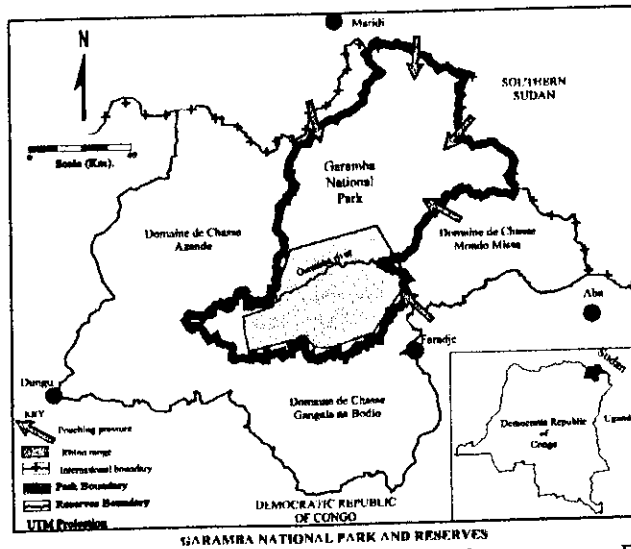 Maridi
N
SOUTHERN
SUDAN
Scale (Km).
Garamba
National
Park
Domaine de Chasse
Azande
Domaine de Chasse
Mondo Missa
Aba
Faradje
Dungu
Domaine de Chasse
Gangala na Bodio
Sudan
Uganda
Democratic Republic
of
Congo
KEY
Poaching pressure
Rhino range
International boundary
Park Boundary
Reserves Boundary
UTM Projection
DEMOCRATIC REPUBLIC
OF CONGO
GARAMBA NATIONAL PARK AND RESERVES